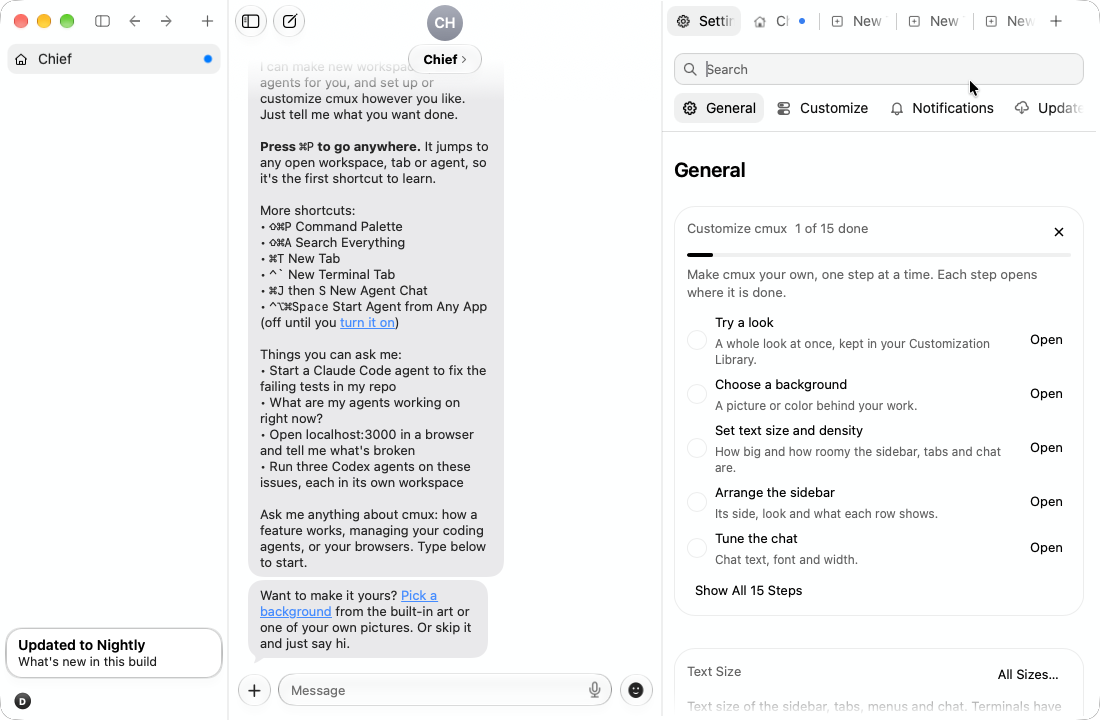 Chief
Updated to Nightly
What's new in this build
D
CH
Chief
I can make new workspac
agents for you, and set up or
customize cmux however you like.
Just tell me what you want done.
Press ⌘P to go anywhere. It jumps to
any open workspace, tab or agent, so
it's the first shortcut to learn.
More shortcuts:
• ⇧⌘P Command Palette
• ⇧⌘A Search Everything
• ⌘T New Tab
• ^` New Terminal Tab
• ⌘J then S New Agent Chat
• ^⌥⌘Space Start Agent from Any App
(off until you turn it on)
Things you can ask me:
• Start a Claude Code agent to fix the
failing tests in my repo
• What are my agents working on
right now?
• Open localhost:3000 in a browser
and tell me what's broken
• Run three Codex agents on these
issues, each in its own workspace
Ask me anything about cmux: how a
feature works, managing your coding
agents, or your browsers. Type below
to start.
Want to make it yours? Pick a
background from the built-in art or
one of your own pictures. Or skip it
and just say hi.
Message
Settin Ch New New New
Search
General Customize Notifications Update
General
Customize cmux 1 of 15 done
Make cmux your own, one step at a time. Each step opens
where it is done.
Try a look
A whole look at once, kept in your Customization
Library.
Open
Choose a background
A picture or color behind your work.
Open
Set text size and density
How big and how roomy the sidebar, tabs and chat
are.
Open
Arrange the sidebar
Its side, look and what each row shows.
Open
Tune the chat
Chat text, font and width.
Open
Show All 15 Steps
Text Size
All Sizes...
Text size of the sidebar, tabs, menus and chat. Terminals have